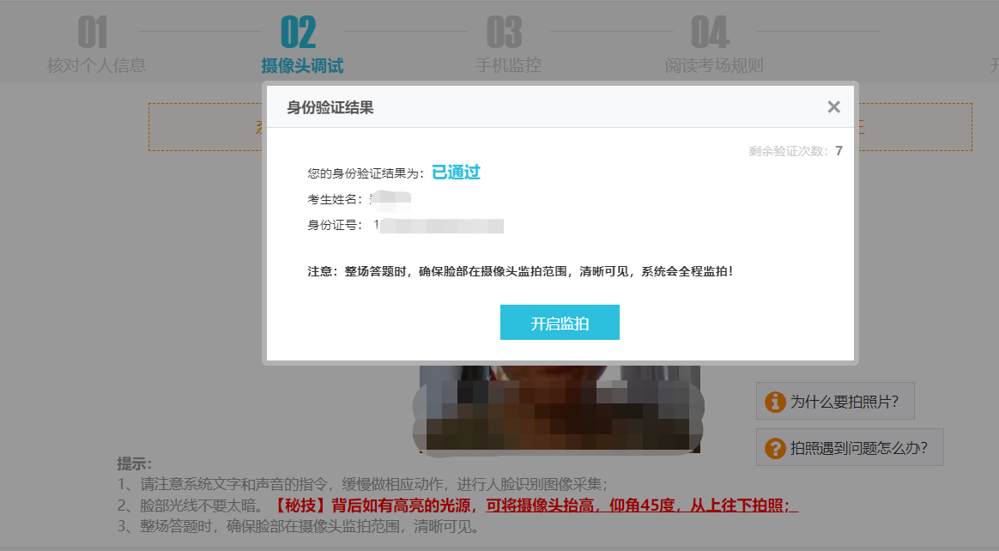 01 02 03 04
核对个人信息 摄像头调试 手机监控 阅读考场规则
身份验证结果
剩余验证次数：7
您的身份验证结果为：已通过
考生姓名：
身份证号： 1
注意：整场答题时，确保脸部在摄像头监拍范围，清晰可见，系统会全程监拍！
开启监拍
为什么要拍照片?
拍照遇到问题怎么办?
提示：
1、请注意系统文字和声音的指令，缓慢做相应动作，进行人脸识别图像采集；
2、脸部光线不要太暗。【秘技】背后如有高亮的光源，可将摄像头抬高，仰角45度，从上往下拍照；
3、整场答题时，确保脸部在摄像头监拍范围，清晰可见。